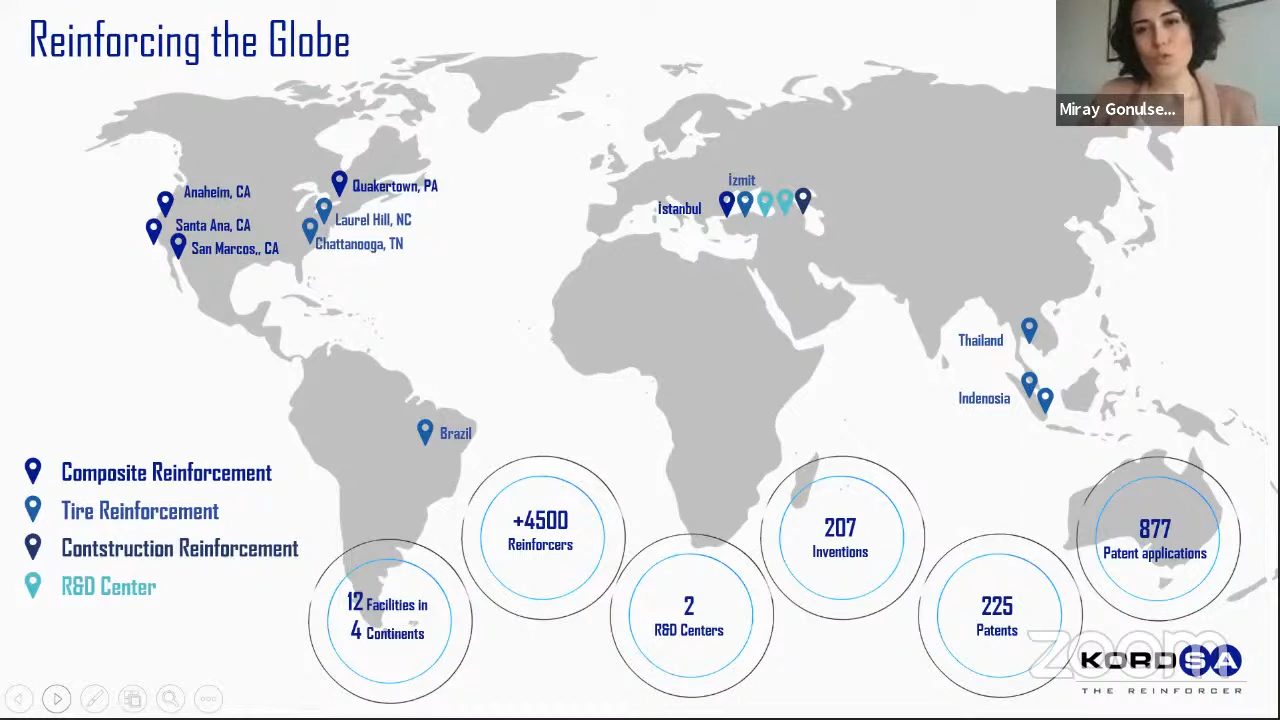 Reinforcing the Globe
Miray Gonulse...
Anaheim, CA
Santa Ana, CA
San Marcos,, CA
Quakertown, PA
Laurel Hill, NC
Chattanooga, TN
İzmit
İstanbul
Thailand
Indenosia
Brazil
Composite Reinforcement
Tire Reinforcement
Contstruction Reinforcement
R&D Center
12 Facilities in
4 Continents
+4500
Reinforcers
2
R&D Centers
207
Inventions
225
Patents
877
Patent applications
zoom
KORDSA
THE REINFORCER